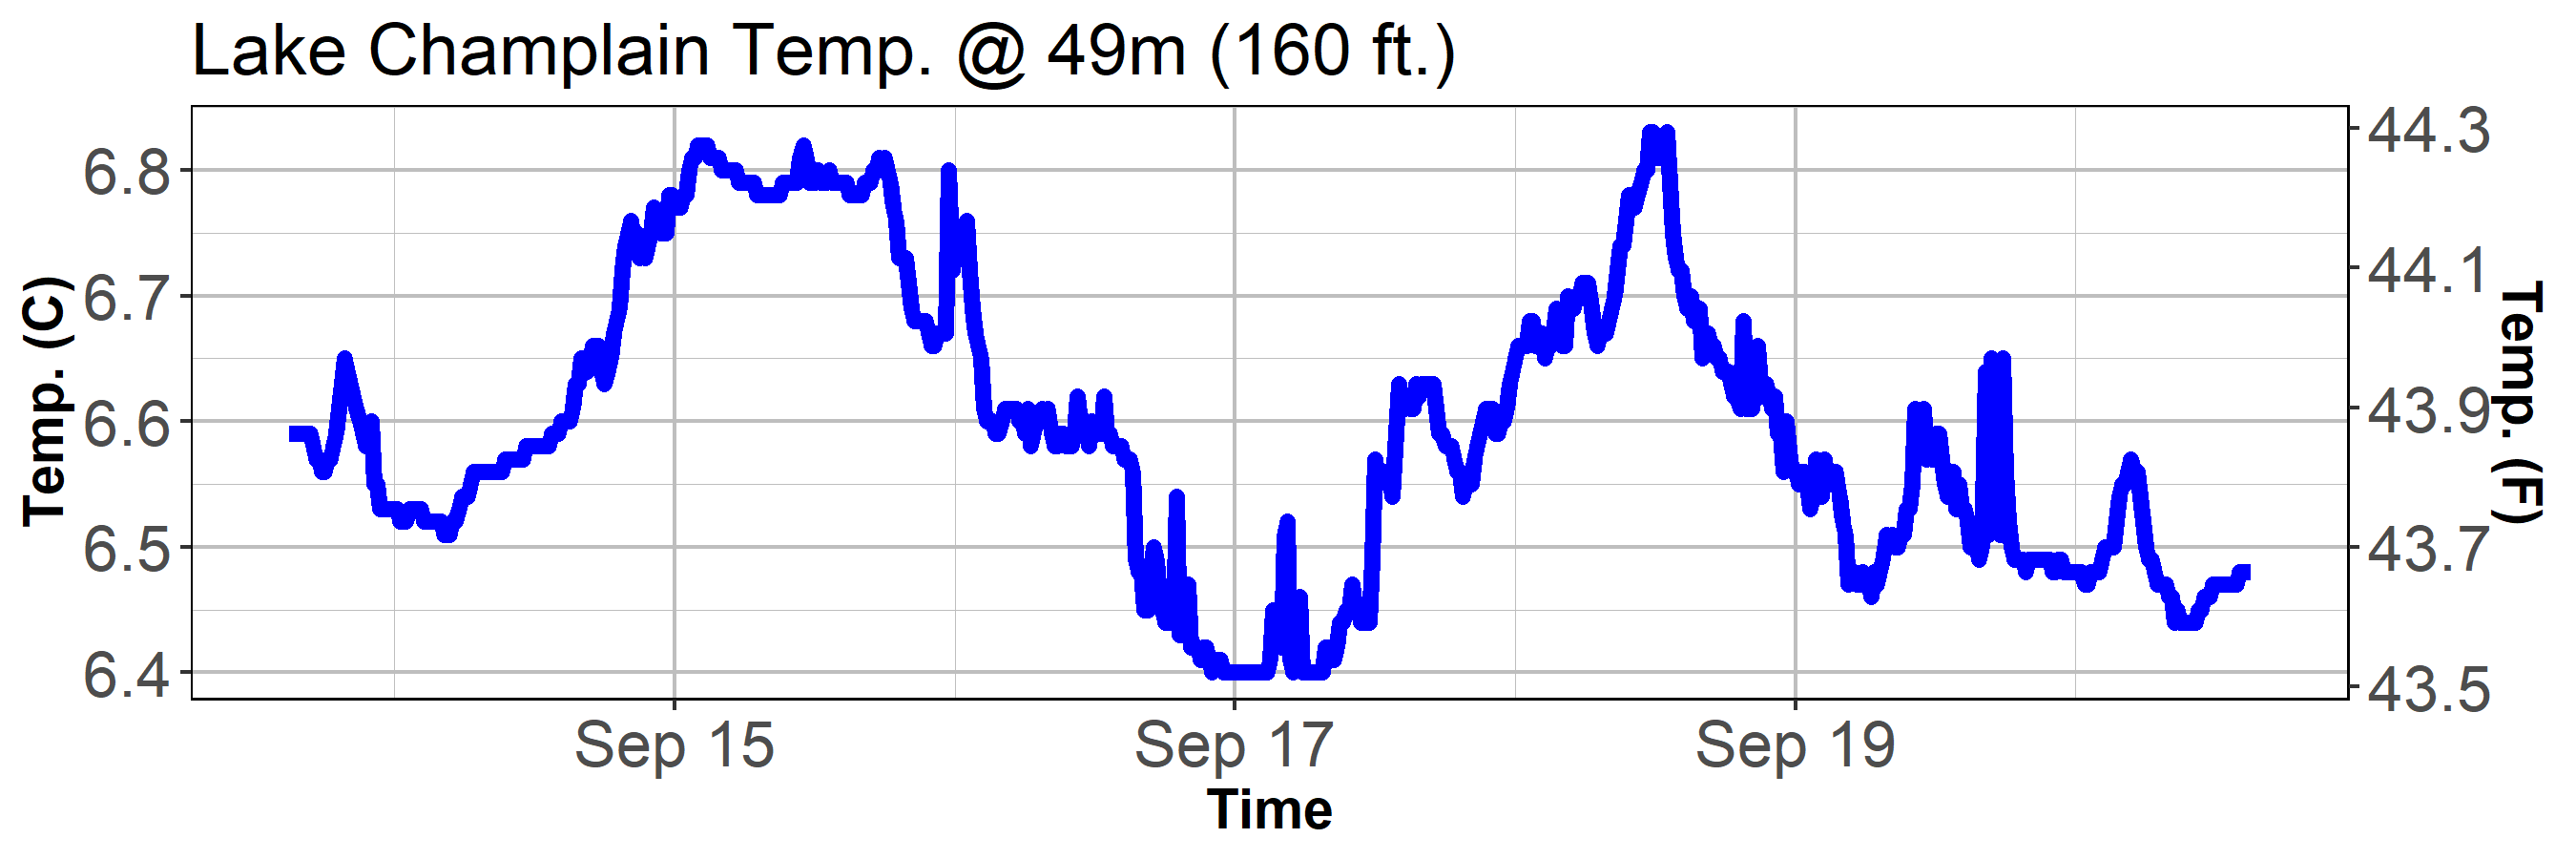 Lake Champlain Temp. @ 49m (160 ft.)
Temp. (C)
6.8
6.7
6.6
6.5
6.4
44.3
44.1
43.9
43.7
43.5
Temp. (F)
Sep 15 Sep 17 Sep 19
Time